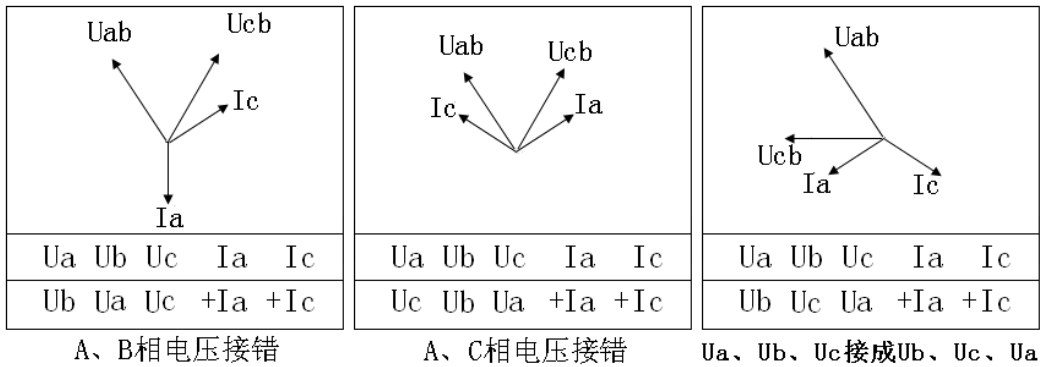 Uab Ucb
Ic
Ia
Ua Ub Uc Ia Ic
Ub Ua Uc +Ia +Ic
A、B相电压接错
Uab Ucb
Ic Ia
Ua Ub Uc Ia Ic
Uc Ub Ua +Ia +Ic
A、C相电压接错
Uab
Ucb
Ia Ic
Ua Ub Uc Ia Ic
Ub Uc Ua +Ia +Ic
Ua、Ub、Uc接成Ub、Uc、Ua